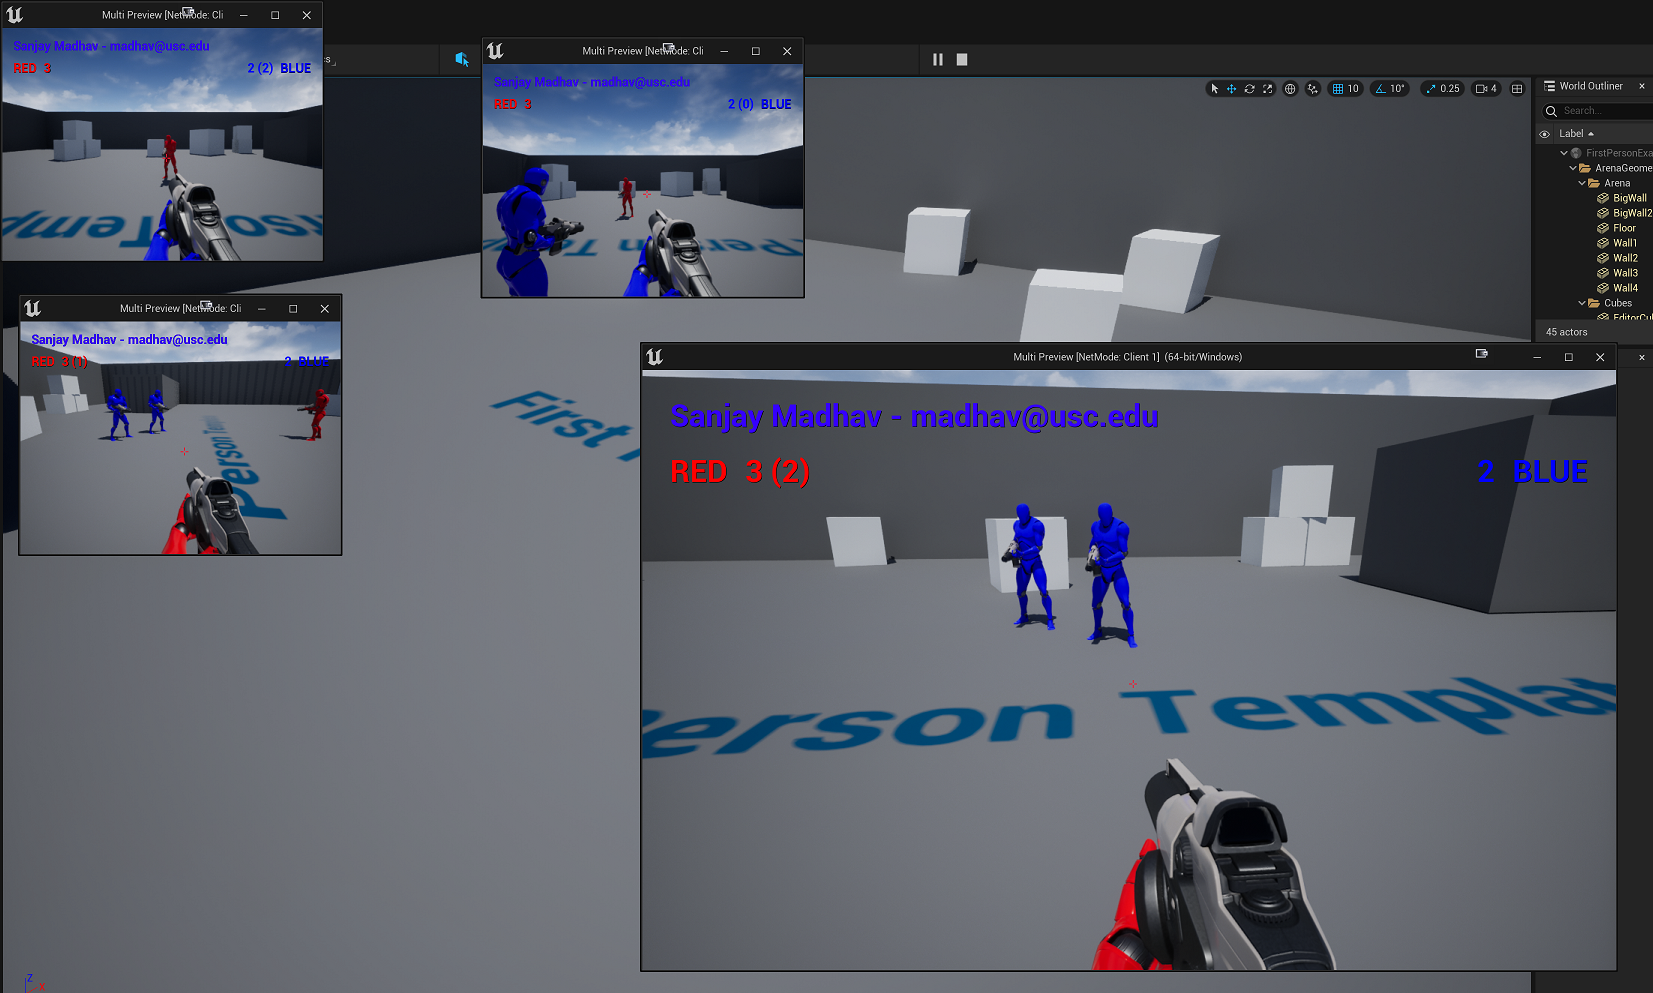 Multi Preview [NetMode: Cli
Sanjay Madhav - madhav@usc.edu
RED 3
2 (2) BLUE
Multi Preview [NetMode: Cli
Sanjay Madhav - madhav@usc.edu
RED 3
2 (0) BLUE
10
10°
0.25
4
World Outliner
Search...
Label
FirstPersonExa
ArenaGeome
Arena
BigWall
BigWall2
Floor
Wall1
Wall2
Wall3
Wall4
Cubes
EditorCul
45 actors
Multi Preview [NetMode: Cli
Sanjay Madhav - madhav@usc.edu
RED 3 (1)
2 BLUE
Person Temp
First
Multi Preview [NetMode: Client 1] (64-bit/Windows)
Sanjay Madhav - madhav@usc.edu
RED 3 (2)
2 BLUE
Person Templat
Z
X